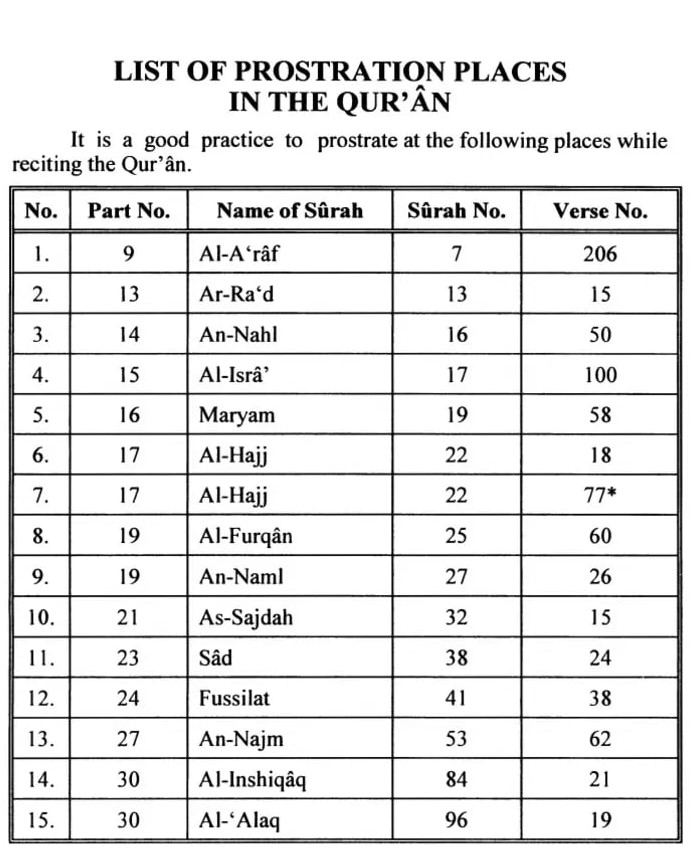 LIST OF PROSTRATION PLACES
IN THE QUR’ÂN
It is a good practice to prostrate at the following places while
reciting the Qur’ân.
No. Part No. Name of Sûrah Sûrah No. Verse No.
1. 9 Al-A‘râf 7 206
2. 13 Ar-Ra‘d 13 15
3. 14 An-Nahl 16 50
4. 15 Al-Isrâ’ 17 100
5. 16 Maryam 19 58
6. 17 Al-Hajj 22 18
7. 17 Al-Hajj 22 77*
8. 19 Al-Furqân 25 60
9. 19 An-Naml 27 26
10. 21 As-Sajdah 32 15
11. 23 Sâd 38 24
12. 24 Fussilat 41 38
13. 27 An-Najm 53 62
14. 30 Al-Inshiqâq 84 21
15. 30 Al-‘Alaq 96 19